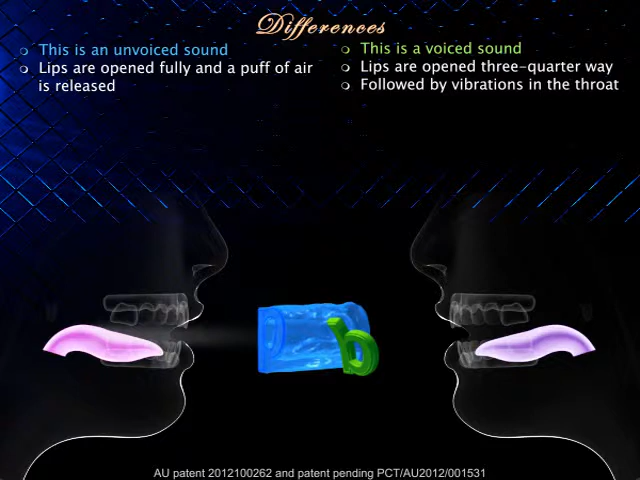 Differences
This is an unvoiced sound
Lips are opened fully and a puff of air
is released
This is a voiced sound
Lips are opened three-quarter way
Followed by vibrations in the throat
b
AU patent 2012100262 and patent pending PCT/AU2012/001531